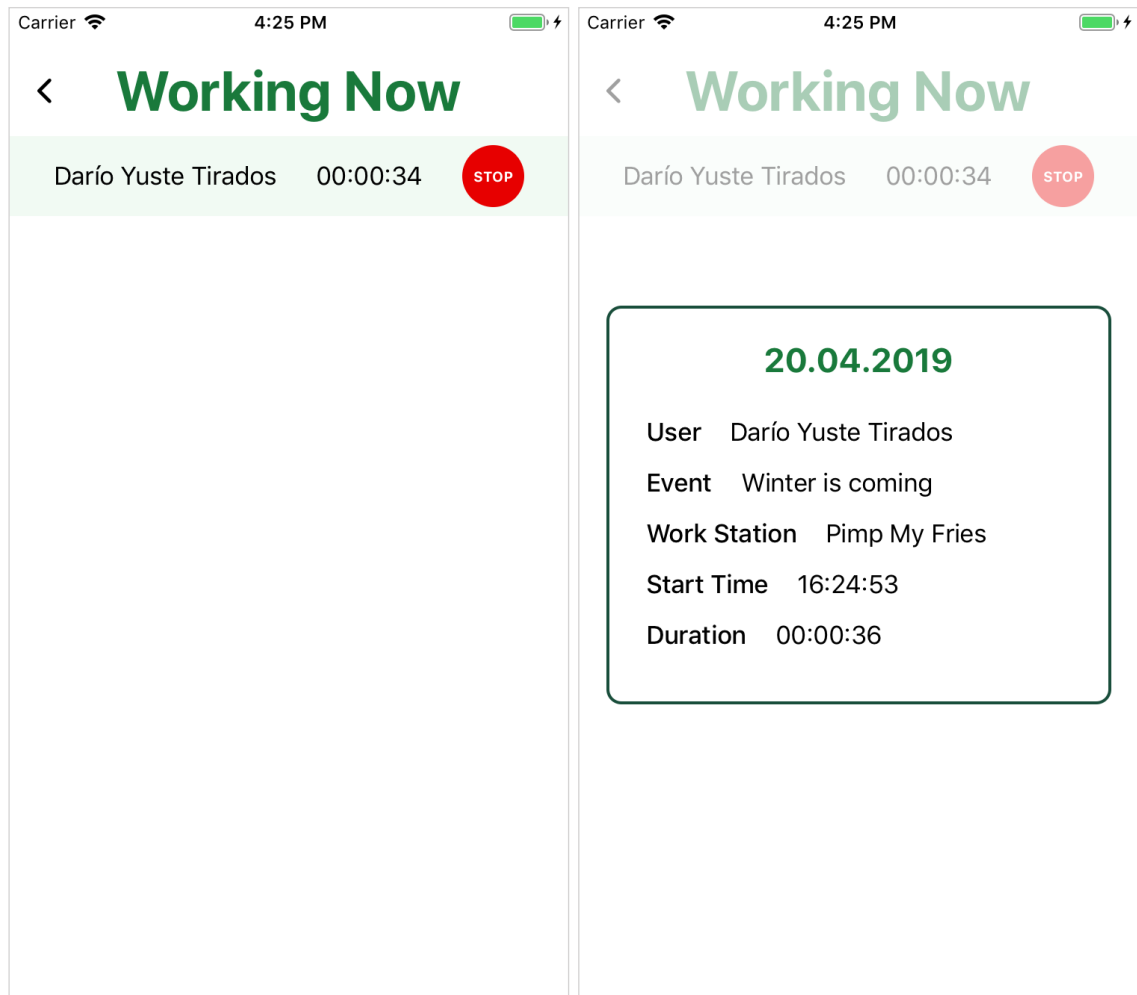 Carrier 4:25 PM
Working Now
Darío Yuste Tirados 00:00:34 STOP
Carrier 4:25 PM
Working Now
Darío Yuste Tirados 00:00:34 STOP
20.04.2019
User Darío Yuste Tirados
Event Winter is coming
Work Station Pimp My Fries
Start Time 16:24:53
Duration 00:00:36